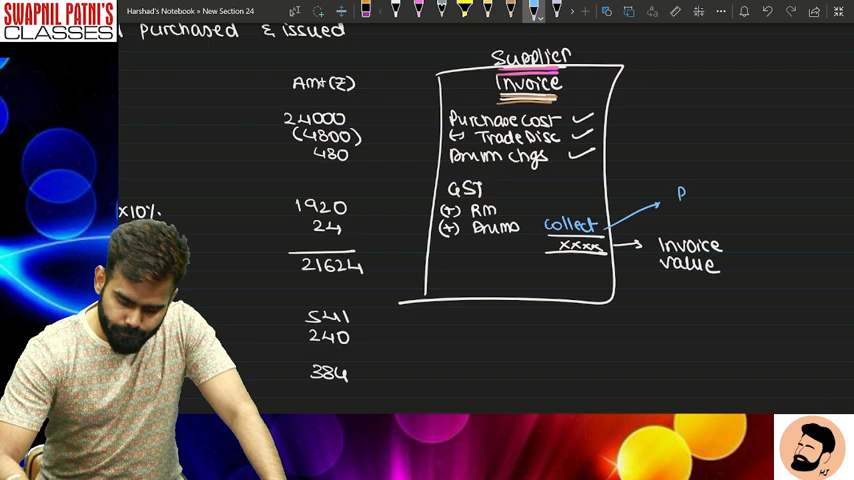 SWAPNIL PATNI'S
CLASSES
Harshad's Notebook » New Section 24
purchased & issued
Amt(₹)
24000
(4800)
480
x10%
1920
24
21624
541
240
384
Supplier
Invoice
Purchase Cost ✓
(-) Trade Disc ✓
Drum chgs ✓
GST
(+) RM
(+) Drums
collect
xxxx
P
Invoice
value
HS